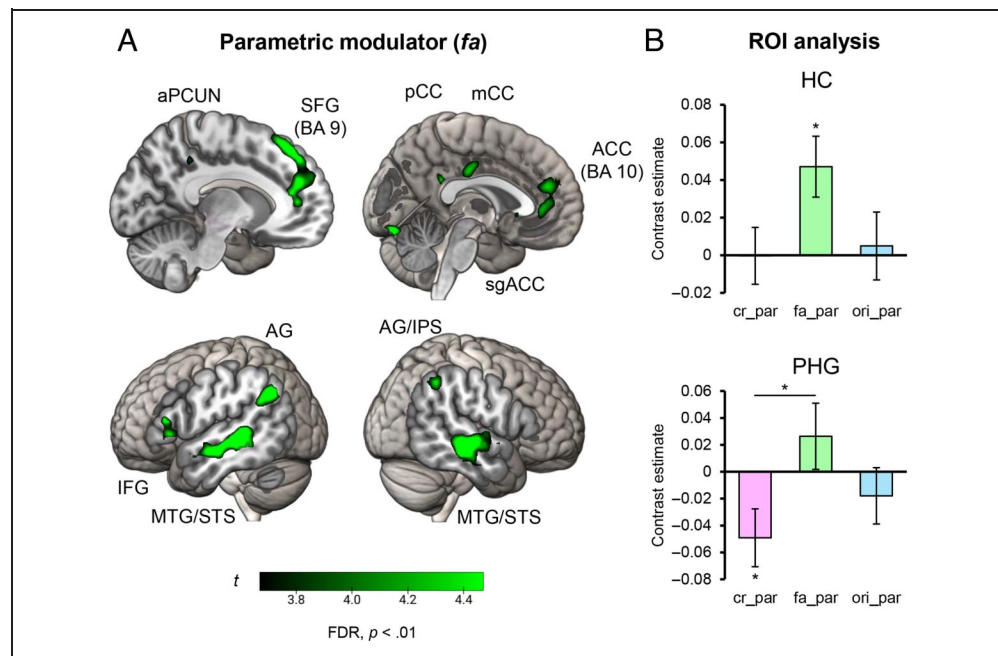 A
Parametric modulator (fa)
aPCUN
SFG
(BA 9)
pCC
mCC
ACC
(BA 10)
sgACC
AG
IFG
MTG/STS
AG/IPS
MTG/STS
t
3.8
4.0
4.2
4.4
FDR, p < .01
B
ROI analysis
HC
Contrast estimate
0.08
0.06
0.04
0.02
0
–0.02
*
cr_par
fa_par
ori_par
PHG
Contrast estimate
0.06
0.04
0.02
0
–0.02
–0.04
–0.06
–0.08
*
*
cr_par
fa_par
ori_par